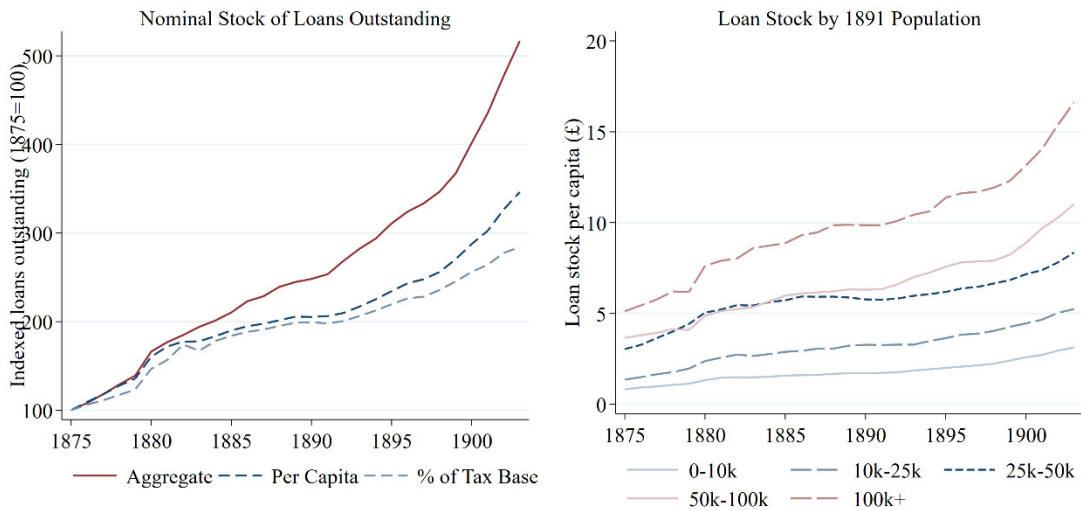 Nominal Stock of Loans Outstanding
Indexed loans outstanding (1875=100)
500
400
300
200
100
1875 1880 1885 1890 1895 1900
Aggregate Per Capita % of Tax Base
Loan Stock by 1891 Population
Loan stock per capita (£)
20
15
10
5
0
1875 1880 1885 1890 1895 1900
0-10k 10k-25k 25k-50k
50k-100k 100k+